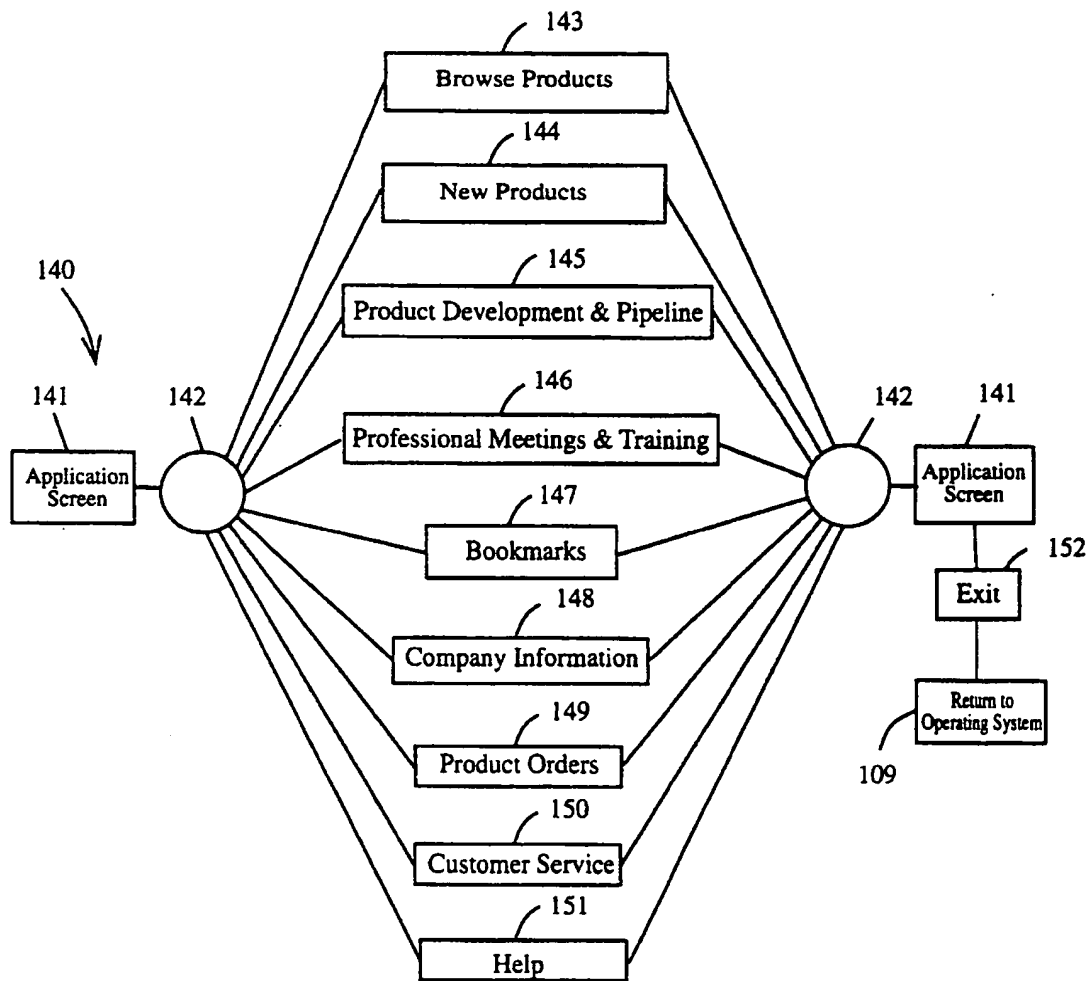 143
Browse Products
144
New Products
145
Product Development & Pipeline
140
146
Professional Meetings & Training
141
142
142
141
Application
Screen
Application
Screen
147
Bookmarks
152
Exit
148
Company Information
Return to
Operating System
109
149
Product Orders
150
Customer Service
151
Help